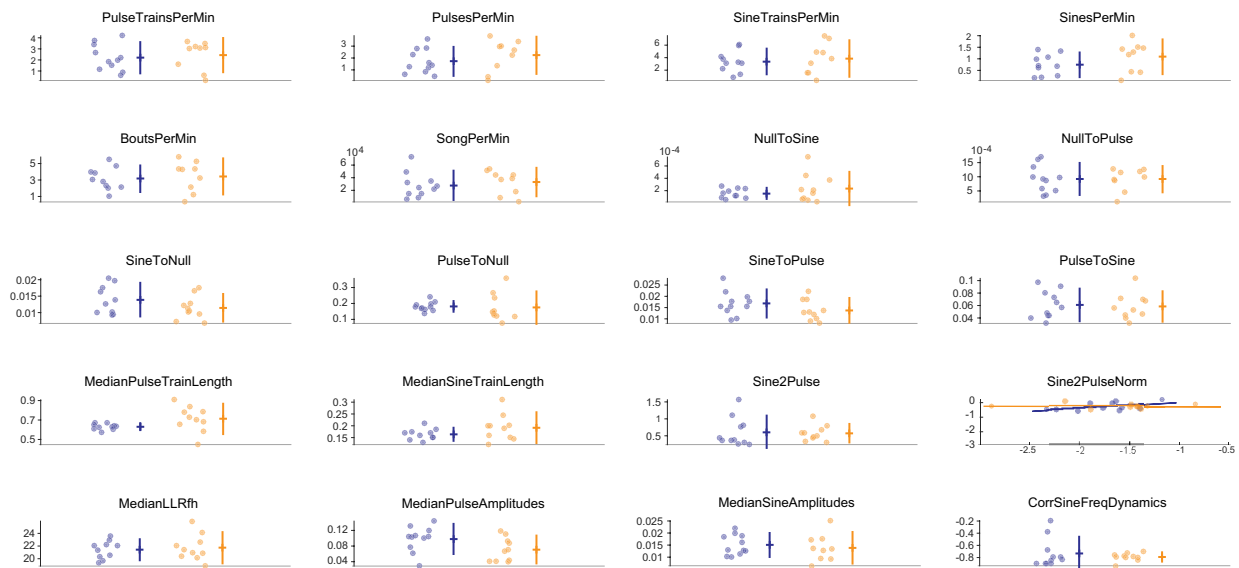 PulseTrainsPerMin PulsesPerMin SineTrainsPerMin SinesPerMin
4 3 2 1
3 2 1
6 4 2
2 1.5 1 0.5
BoutsPerMin SongPerMin NullToSine NullToPulse
5 3 1
10^4 6 4 2
6^-4 6 4 2 0
10^-4 15 10 5
SineToNull PulseToNull SineToPulse PulseToSine
0.02 0.015 0.01
0.3 0.2 0.1
0.025 0.02 0.015 0.01
0.1 0.08 0.06 0.04
MedianPulseTrainLength MedianSineTrainLength Sine2Pulse Sine2PulseNorm
0.9 0.7 0.5
0.3 0.25 0.2 0.15
1.5 1 0.5
0 -1 -2 -3
-2.5 -2 -1.5 -1 -0.5
MedianLLRfh MedianPulseAmplitudes MedianSineAmplitudes CorrSineFreqDynamics
24 22 20
0.12 0.08 0.04
0.025 0.02 0.015 0.01
-0.2 -0.4 -0.6 -0.8